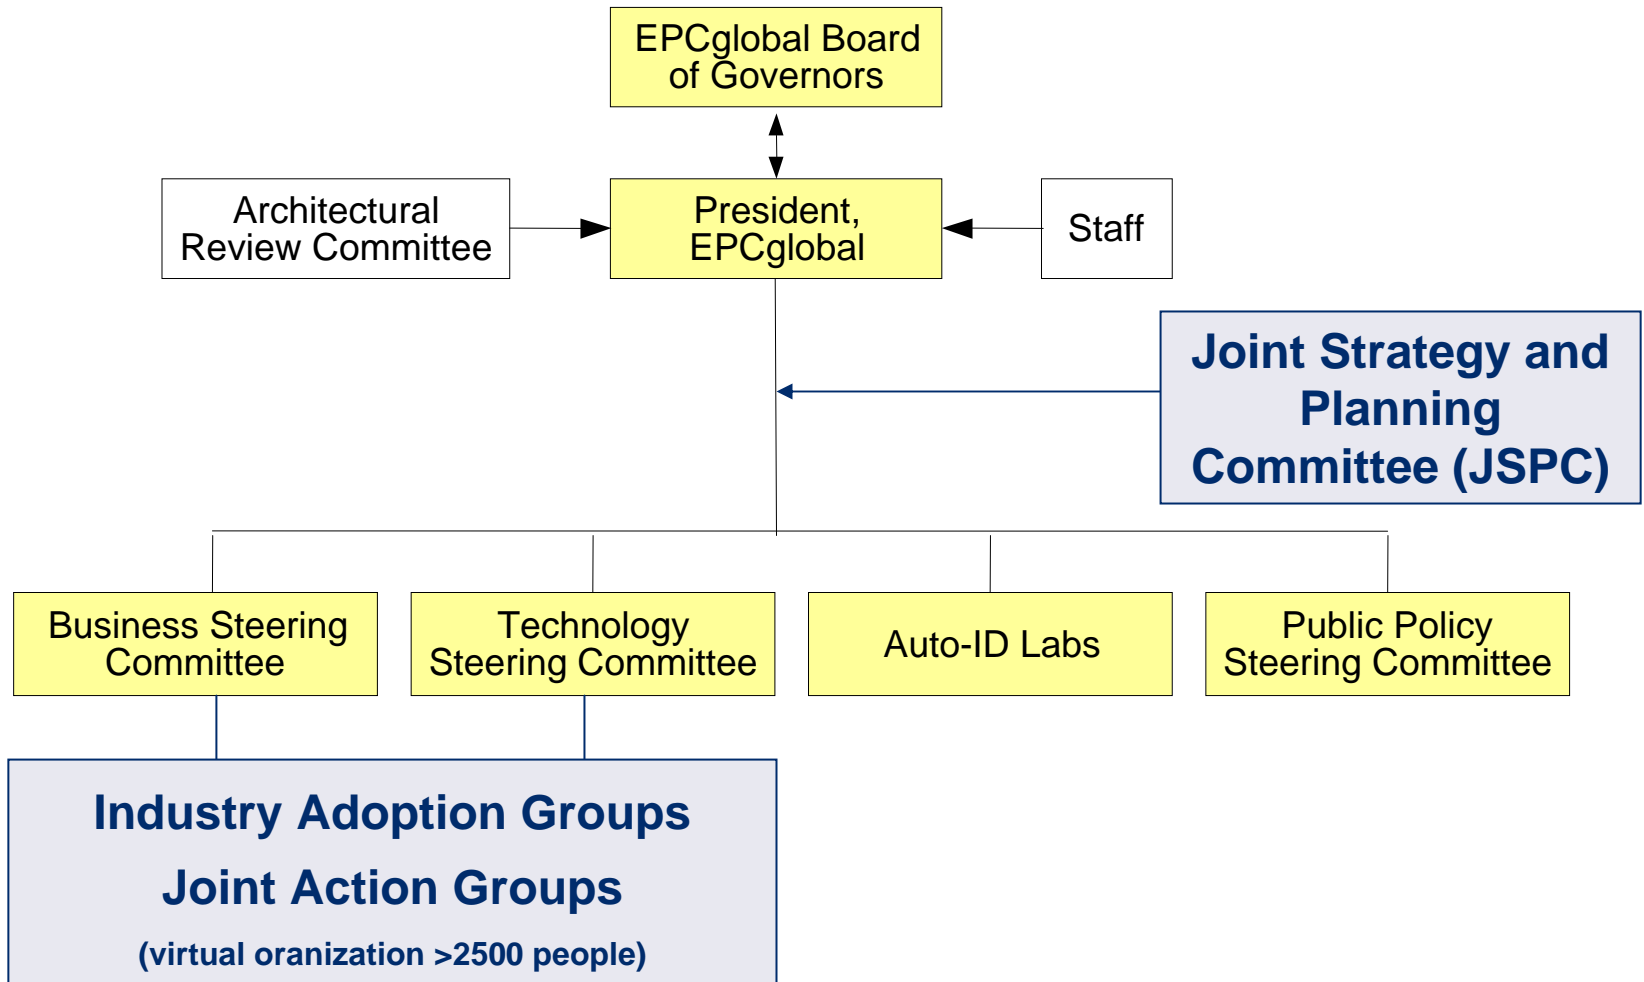 EPCglobal Board
of Governors
Architectural
Review Committee
President,
EPCglobal
Staff
Joint Strategy and
Planning
Committee (JSPC)
Business Steering
Committee
Technology
Steering Committee
Auto-ID Labs
Public Policy
Steering Committee
Industry Adoption Groups
Joint Action Groups
(virtual oranization >2500 people)